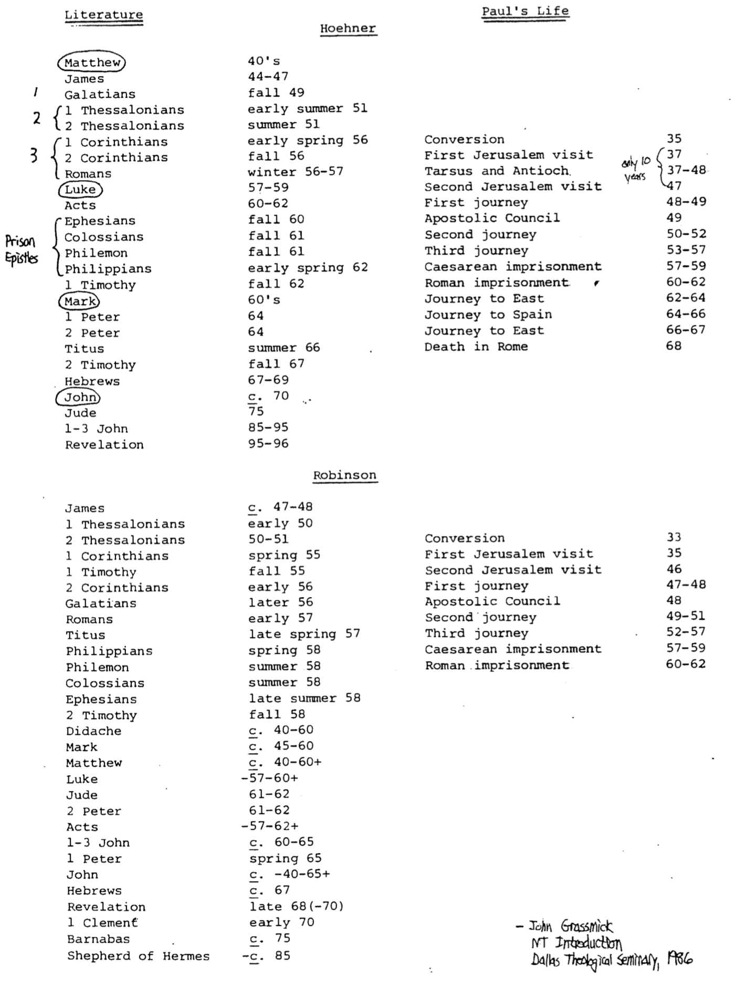 Literature
Paul's Life
Hoehner
Matthew 40's
James 44-47
1 Galatians fall 49
2 { 1 Thessalonians early summer 51
2 Thessalonians summer 51
3 { 1 Corinthians early spring 56 Conversion 35
2 Corinthians fall 56 First Jerusalem visit 37
Romans winter 56-57 Tarsus and Antioch 37-48
only 10 years
Luke 57-59 Second Jerusalem visit 47
Acts 60-62 First journey 48-49
Ephesians fall 60 Apostolic Council 49
Prison Epistles
Colossians fall 61 Second journey 50-52
Philemon fall 61 Third journey 53-57
Philippians early spring 62 Caesarean imprisonment 57-59
1 Timothy fall 62 Roman imprisonment 60-62
Mark 60's Journey to East 62-64
1 Peter 64 Journey to Spain 64-66
2 Peter 64 Journey to East 66-67
Titus summer 66 Death in Rome 68
2 Timothy fall 67
Hebrews 67-69
John c. 70
Jude 75
1-3 John 85-95
Revelation 95-96
Robinson
James c. 47-48
1 Thessalonians early 50
2 Thessalonians 50-51 Conversion 33
1 Corinthians spring 55 First Jerusalem visit 35
1 Timothy fall 55 Second Jerusalem visit 46
2 Corinthians early 56 First journey 47-48
Galatians later 56 Apostolic Council 48
Romans early 57 Second journey 49-51
Titus late spring 57 Third journey 52-57
Philippians spring 58 Caesarean imprisonment 57-59
Philemon summer 58 Roman imprisonment 60-62
Colossians summer 58
Ephesians late summer 58
2 Timothy fall 58
Didache c. 40-60
Mark c. 45-60
Matthew c. 40-60+
Luke -57-60+
Jude 61-62
2 Peter 61-62
Acts -57-62+
1-3 John c. 60-65
1 Peter spring 65
John c. -40-65+
Hebrews c. 67
Revelation late 68(-70)
1 Clement early 70
Barnabas c. 75
Shepherd of Hermes -c. 85
- John Grassmick
NT Introduction
Dallas Theological Seminary, 1986